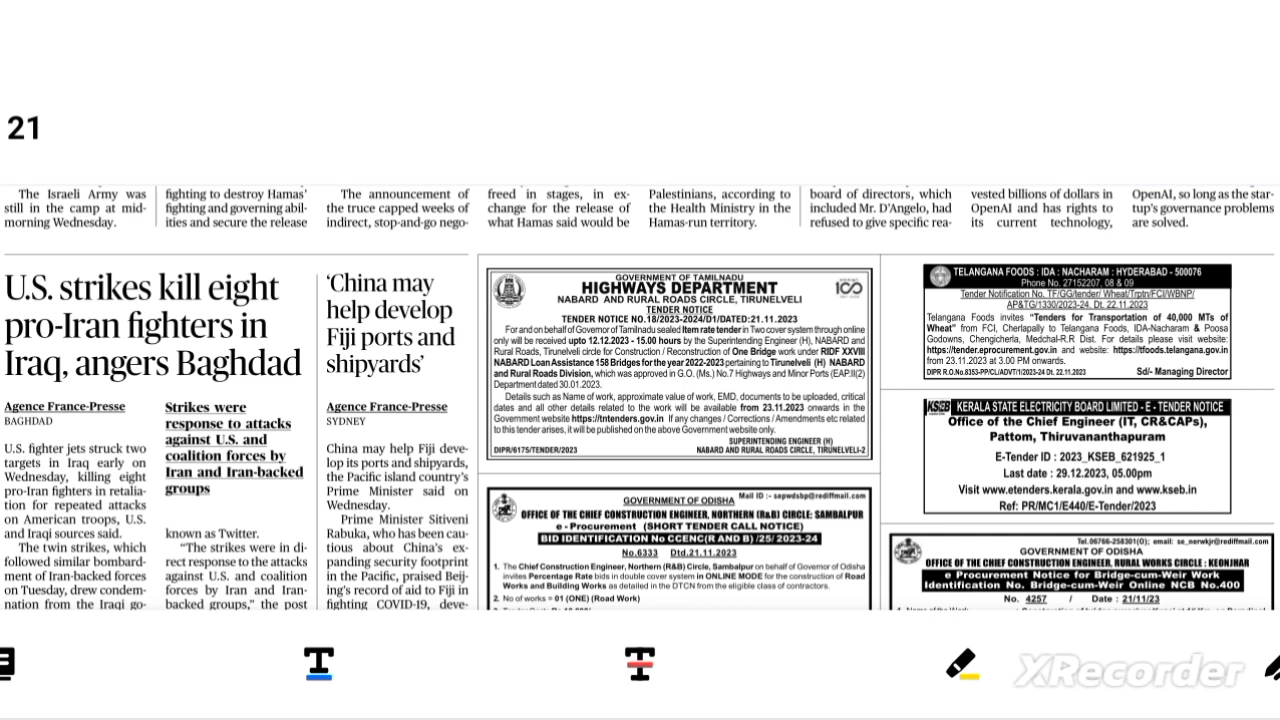 21
The Israeli Army was
still in the camp at mid-
morning Wednesday.
fighting to destroy Hamas'
fighting and governing abil-
ities and secure the release
The announcement of
the truce capped weeks of
indirect, stop-and-go nego-
freed in stages, in ex-
change for the release of
what Hamas said would be
Palestinians, according to
the Health Ministry in the
Hamas-run territory.
board of directors, which
included Mr. D'Angelo, had
refused to give specific rea-
vested billions of dollars in
OpenAI and has rights to
its current technology,
OpenAI, so long as the star-
tup's governance problems
are solved.
U.S. strikes kill eight
pro-Iran fighters in
Iraq, angers Baghdad
Agence France-Presse
BAGHDAD
U.S. fighter jets struck two
targets in Iraq early on
Wednesday, killing eight
pro-Iran fighters in retalia-
tion for repeated attacks
on American troops, U.S.
and Iraqi sources said.
The twin strikes, which
followed similar bombard-
ment of Iran-backed forces
on Tuesday, drew condem-
nation from the Iraqi go-
Strikes were
response to attacks
against U.S. and
coalition forces by
Iran and Iran-backed
groups
known as Twitter.
"The strikes were in di-
rect response to the attacks
against U.S. and coalition
forces by Iran and Iran-
backed groups," the post
'China may
help develop
Fiji ports and
shipyards'
Agence France-Presse
SYDNEY
China may help Fiji deve-
lop its ports and shipyards,
the Pacific island country's
Prime Minister said on
Wednesday.
Prime Minister Sitiveni
Rabuka, who has been cau-
tious about China's ex-
panding security footprint
in the Pacific, praised Beij-
ing's record of aid to Fiji in
fighting COVID-19, deve-
GOVERNMENT OF TAMILNADU
HIGHWAYS DEPARTMENT
NABARD AND RURAL ROADS CIRCLE, TIRUNELVELI
TENDER NOTICE
TENDER NOTICE NO.18/2023-2024/D1/DATED:21.11.2023
For and on behalf of Governor of Tamilnadu sealed Item rate tender in Two cover system through online
only will be received upto 12.12.2023 - 15.00 hours by the Superintending Engineer (H), NABARD and
Rural Roads, Tirunelveli circle for Construction / Reconstruction of One Bridge work under RIDF XXVIII
NABARD Loan Assistance 158 Bridges for the year 2022-2023 pertaining to Tirunelveli (H) NABARD
and Rural Roads Division, which was approved in G.O. (Ms.) No.7 Highways and Minor Ports (EAP.II(2)
Department dated 30.01.2023.
Details such as Name of work, approximate value of work, EMD, documents to be uploaded, critical
dates and all other details related to the work will be available from 23.11.2023 onwards in the
Government website https://tntenders.gov.in If any changes / Corrections / Amendments etc related
to this tender arises, it will be published on the above Government website only.
SUPERINTENDING ENGINEER (H)
DIPR/6175/TENDER/2023 NABARD AND RURAL ROADS CIRCLE, TIRUNELVELI-2
Mail ID :- sepwdsbp@rediffmail.com
GOVERNMENT OF ODISHA
OFFICE OF THE CHIEF CONSTRUCTION ENGINEER, NORTHERN (R&B) CIRCLE: SAMBALPUR
e - Procurement (SHORT TENDER CALL NOTICE)
BID IDENTIFICATION No CCENC(R AND B) /25/ 2023-24
No.6333 Dtd.21.11.2023
1. The Chief Construction Engineer, Northern (R&B) Circle, Sambalpur on behalf of Governor of Odisha
invites Percentage Rate bids in double cover system in ONLINE MODE for the construction of Road
Works and Building Works as detailed in the DTCN from the eligible class of contractors.
2. No of works = 01 (ONE) (Road Work)
TELANGANA FOODS : IDA : NACHARAM : HYDERABAD - 500076
Phone No. 27152207, 08 & 09
Tender Notification No. TF/GG/tender/ Wheat/Trptn/FCI/WBNP/
AP&TG/1330/2023-24. Dt. 22.11.2023
Telangana Foods invites "Tenders for Transportation of 40,000 MTs of
Wheat" from FCI, Cherlapally to Telangana Foods, IDA-Nacharam & Poosa
Godowns, Chengicherla, Medchal-R.R Dist. For details please visit website:
https://tender.eprocurement.gov.in and website: https://tfoods.telangana.gov.in
from 23.11.2023 at 3.00 PM onwards.
DIPR R.O.No.8353-PP/CL/ADVT/1/2023-24 Dt. 22.11.2023 Sd/- Managing Director
KSEB KERALA STATE ELECTRICITY BOARD LIMITED - E - TENDER NOTICE
Office of the Chief Engineer (IT, CR&CAPs),
Pattom, Thiruvananthapuram
E-Tender ID : 2023_KSEB_621925_1
Last date : 29.12.2023, 05.00pm
Visit www.etenders.kerala.gov.in and www.kseb.in
Ref: PR/MC1/E440/E-Tender/2023
Tel.06766-258301(0); email: se_nerwkjr@rediffmail.com
GOVERNMENT OF ODISHA
OFFICE OF THE CHIEF ENGINEER, RURAL WORKS CIRCLE : KEONJHAR
e Procurement Notice for Bridge-cum-Weir Work
Identification No. Bridge-cum-Weir Online NCB No.400
No. 4257 / Date : 21/11/23
XRecorder